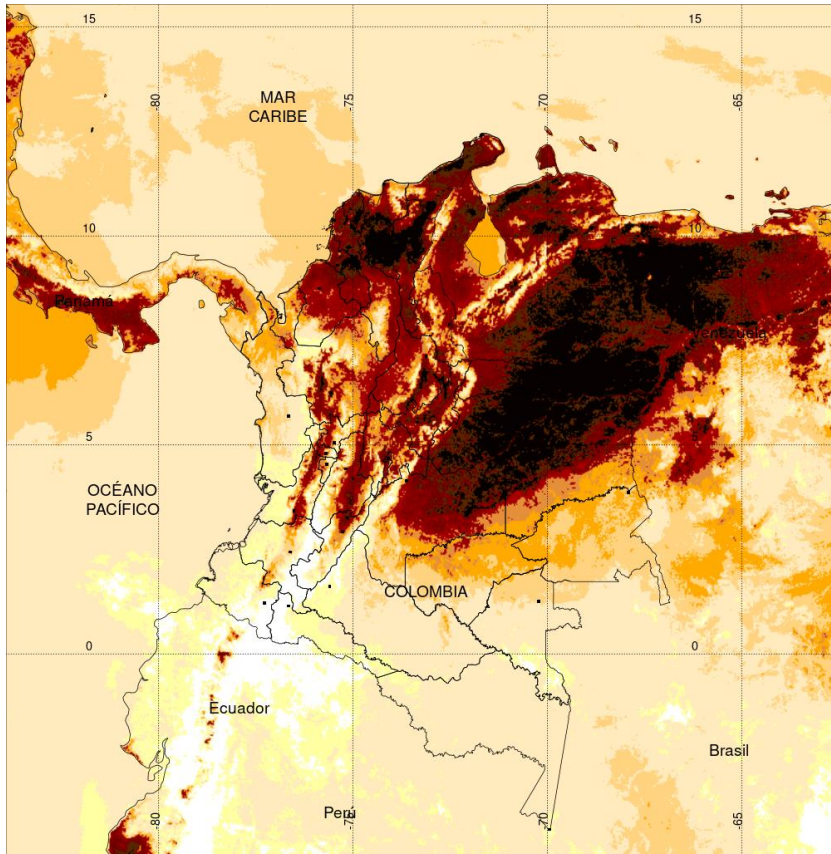 15
15
-80
-75
-70
-65
MAR
CARIBE
10
10
Panamá
Venezuela
5
5
OCÉANO
PACÍFICO
COLOMBIA
0
0
Ecuador
Brasil
Perú
-80
-75
-70
-65